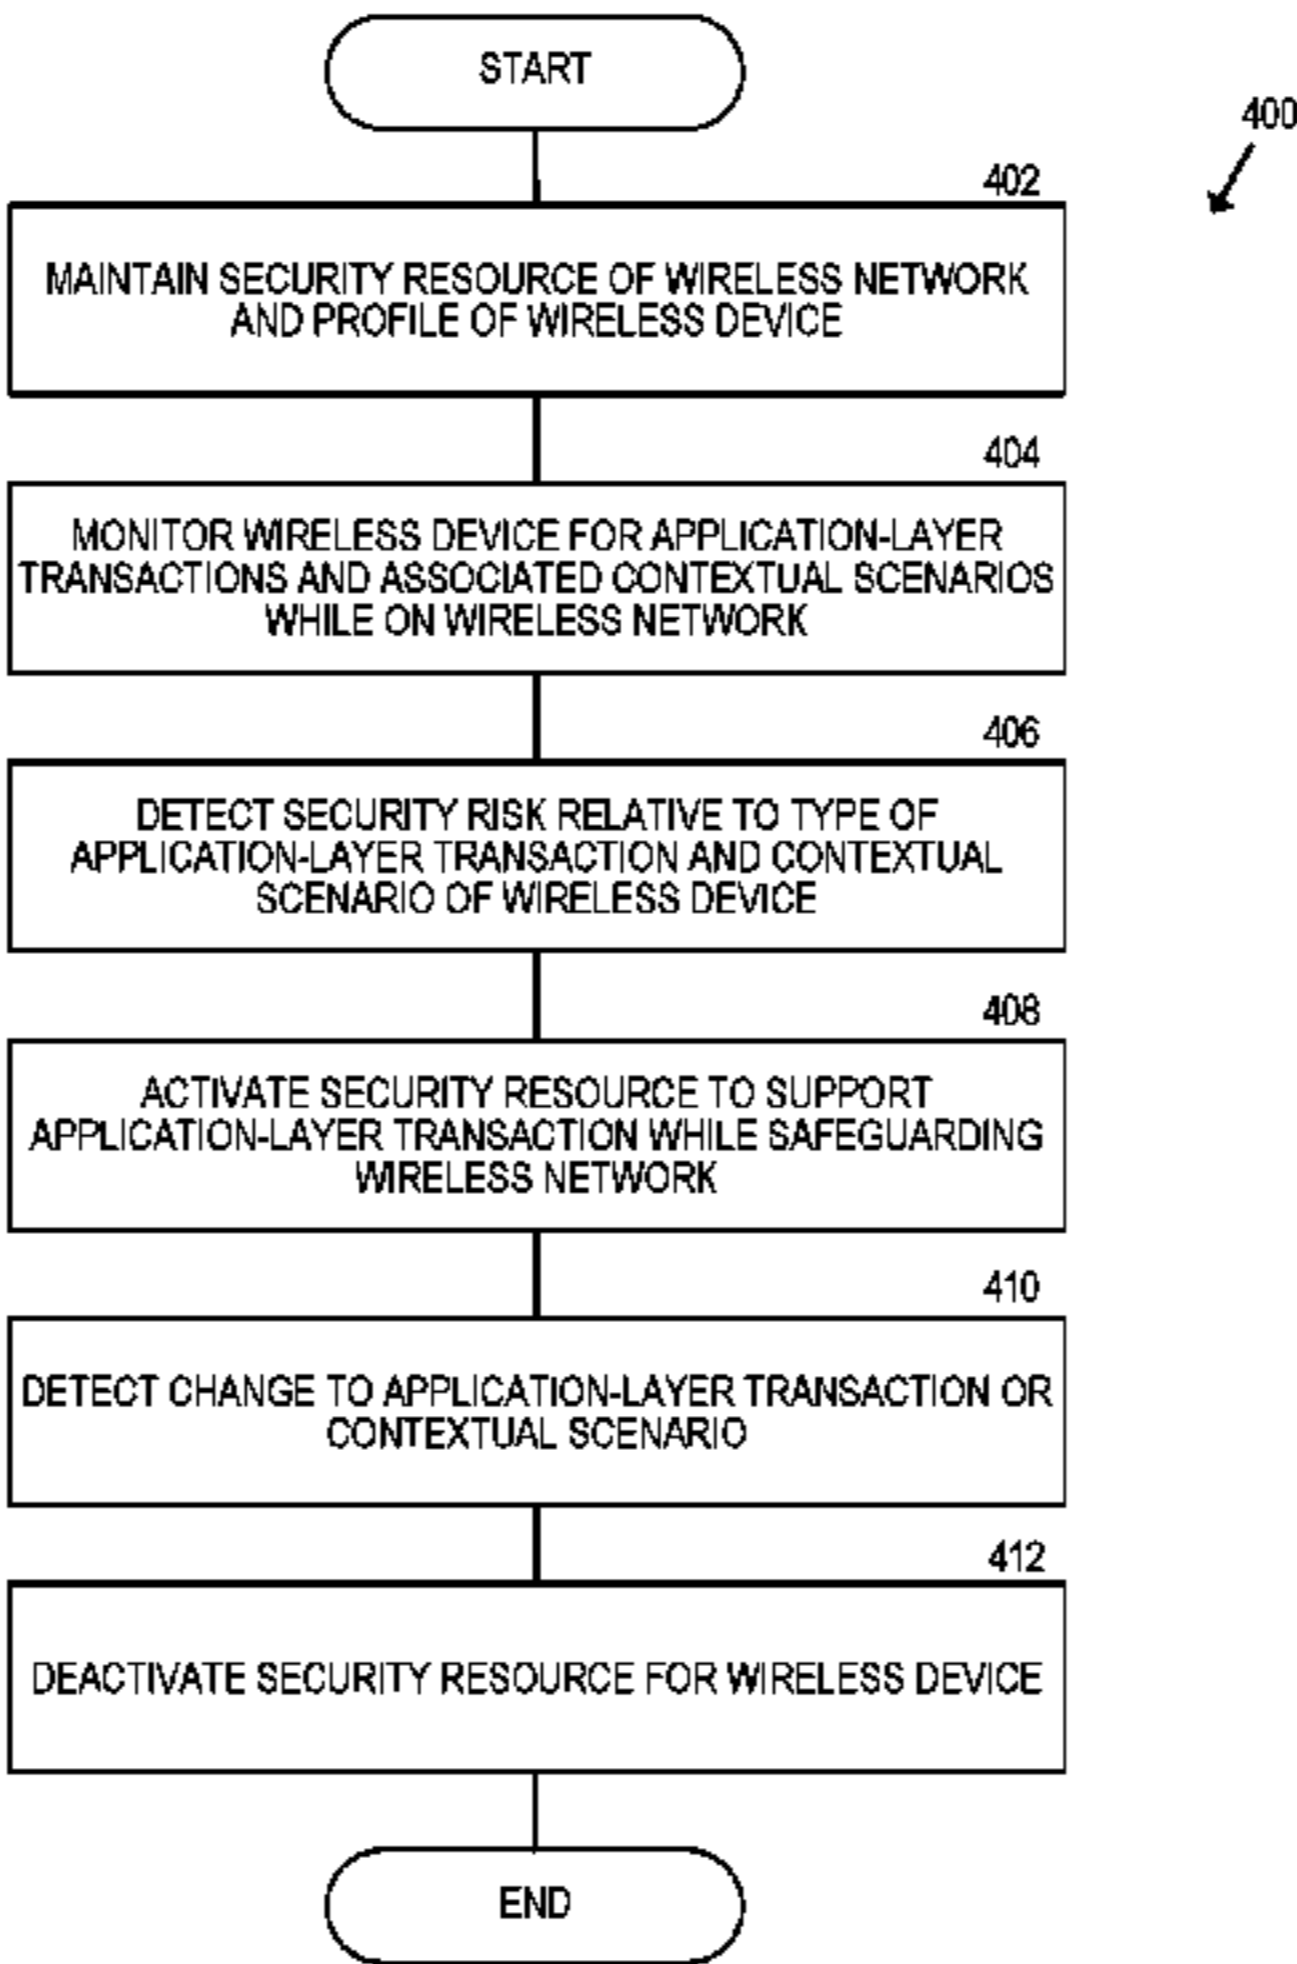 START
400
402
MAINTAIN SECURITY RESOURCE OF WIRELESS NETWORK
AND PROFILE OF WIRELESS DEVICE
404
MONITOR WIRELESS DEVICE FOR APPLICATION-LAYER
TRANSACTIONS AND ASSOCIATED CONTEXTUAL SCENARIOS
WHILE ON WIRELESS NETWORK
406
DETECT SECURITY RISK RELATIVE TO TYPE OF
APPLICATION-LAYER TRANSACTION AND CONTEXTUAL
SCENARIO OF WIRELESS DEVICE
408
ACTIVATE SECURITY RESOURCE TO SUPPORT
APPLICATION-LAYER TRANSACTION WHILE SAFEGUARDING
WIRELESS NETWORK
410
DETECT CHANGE TO APPLICATION-LAYER TRANSACTION OR
CONTEXTUAL SCENARIO
412
DEACTIVATE SECURITY RESOURCE FOR WIRELESS DEVICE
END